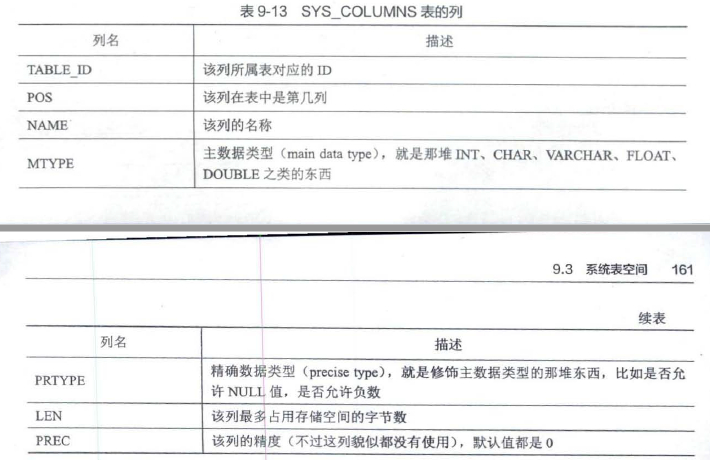 表 9-13 SYS_COLUMNS 表的列
列名 描述
TABLE_ID 该列所属表对应的 ID
POS 该列在表中是第几列
NAME 该列的名称
MTYPE 主数据类型（main data type），就是那堆 INT、CHAR、VARCHAR、FLOAT、
DOUBLE 之类的东西
9.3 系统表空间 161
续表
列名 描述
PRTYPE 精确数据类型（precise type），就是修饰主数据类型的那堆东西，比如是否允
许 NULL 值，是否允许负数
LEN 该列最多占用存储空间的字节数
PREC 该列的精度（不过这列貌似都没有使用），默认值都是 0